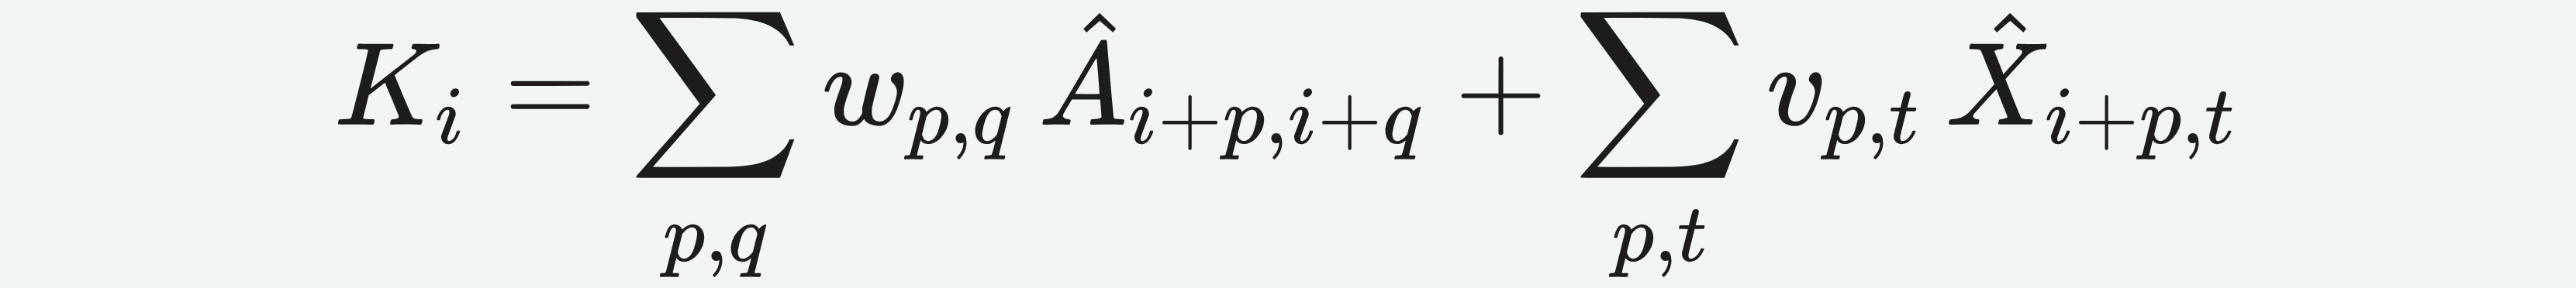 K_i = \sum_{p,q} w_{p,q} \hat{A}_{i+p,i+q} + \sum_{p,t} v_{p,t} \hat{X}_{i+p,t}